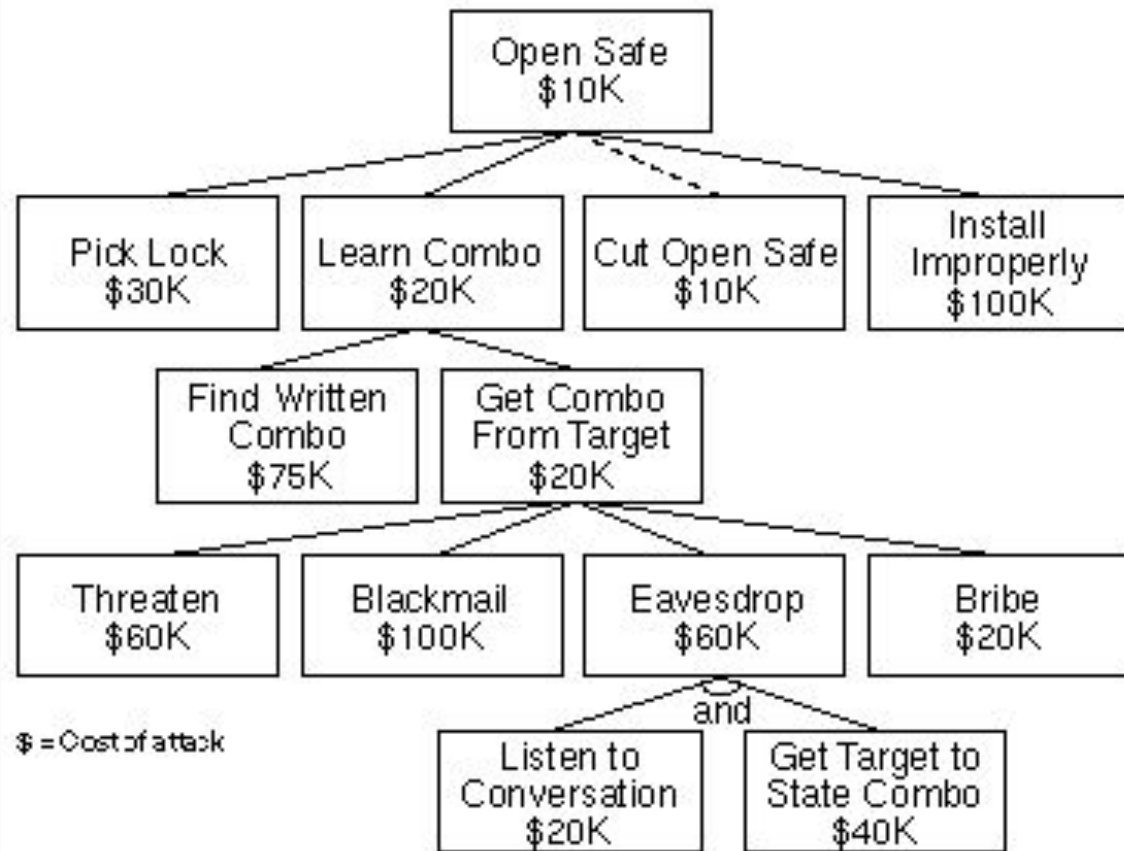 Open Safe
$10K
Pick Lock
$30K
Learn Combo
$20K
Cut Open Safe
$10K
Install
Improperly
$100K
Find Written
Combo
$75K
Get Combo
From Target
$20K
Threaten
$60K
Blackmail
$100K
Eavesdrop
$60K
Bribe
$20K
and
$ = Cost of attack
Listen to
Conversation
$20K
Get Target to
State Combo
$40K